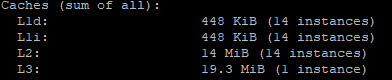 Caches (sum of all):
L1d: 448 KiB (14 instances)
L1i: 448 KiB (14 instances)
L2: 14 MiB (14 instances)
L3: 19.3 MiB (1 instance)